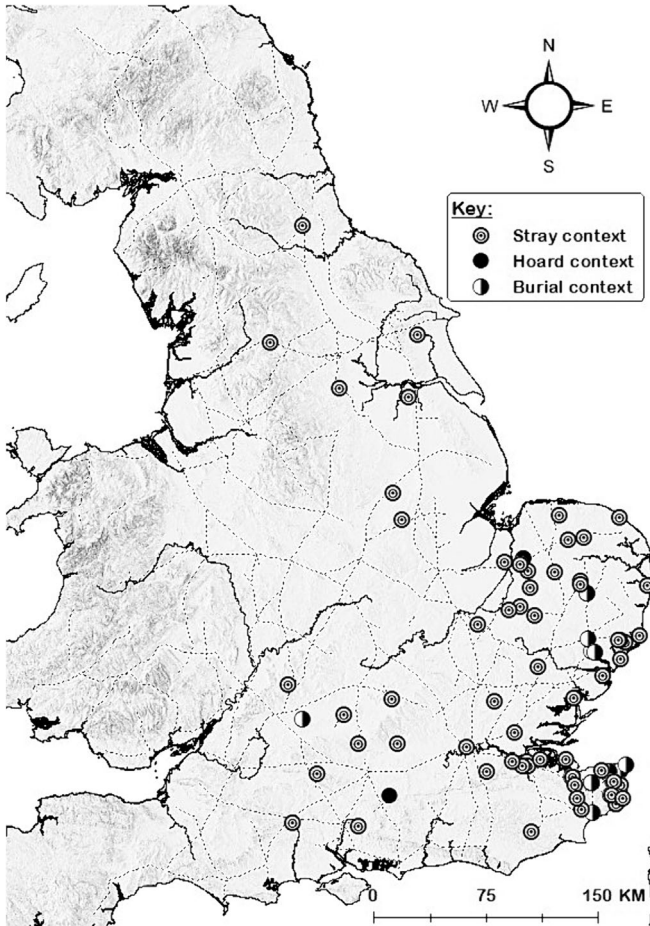 N
W E
S
Key:
Stray context
Hoard context
Burial context
0 75 150 KM